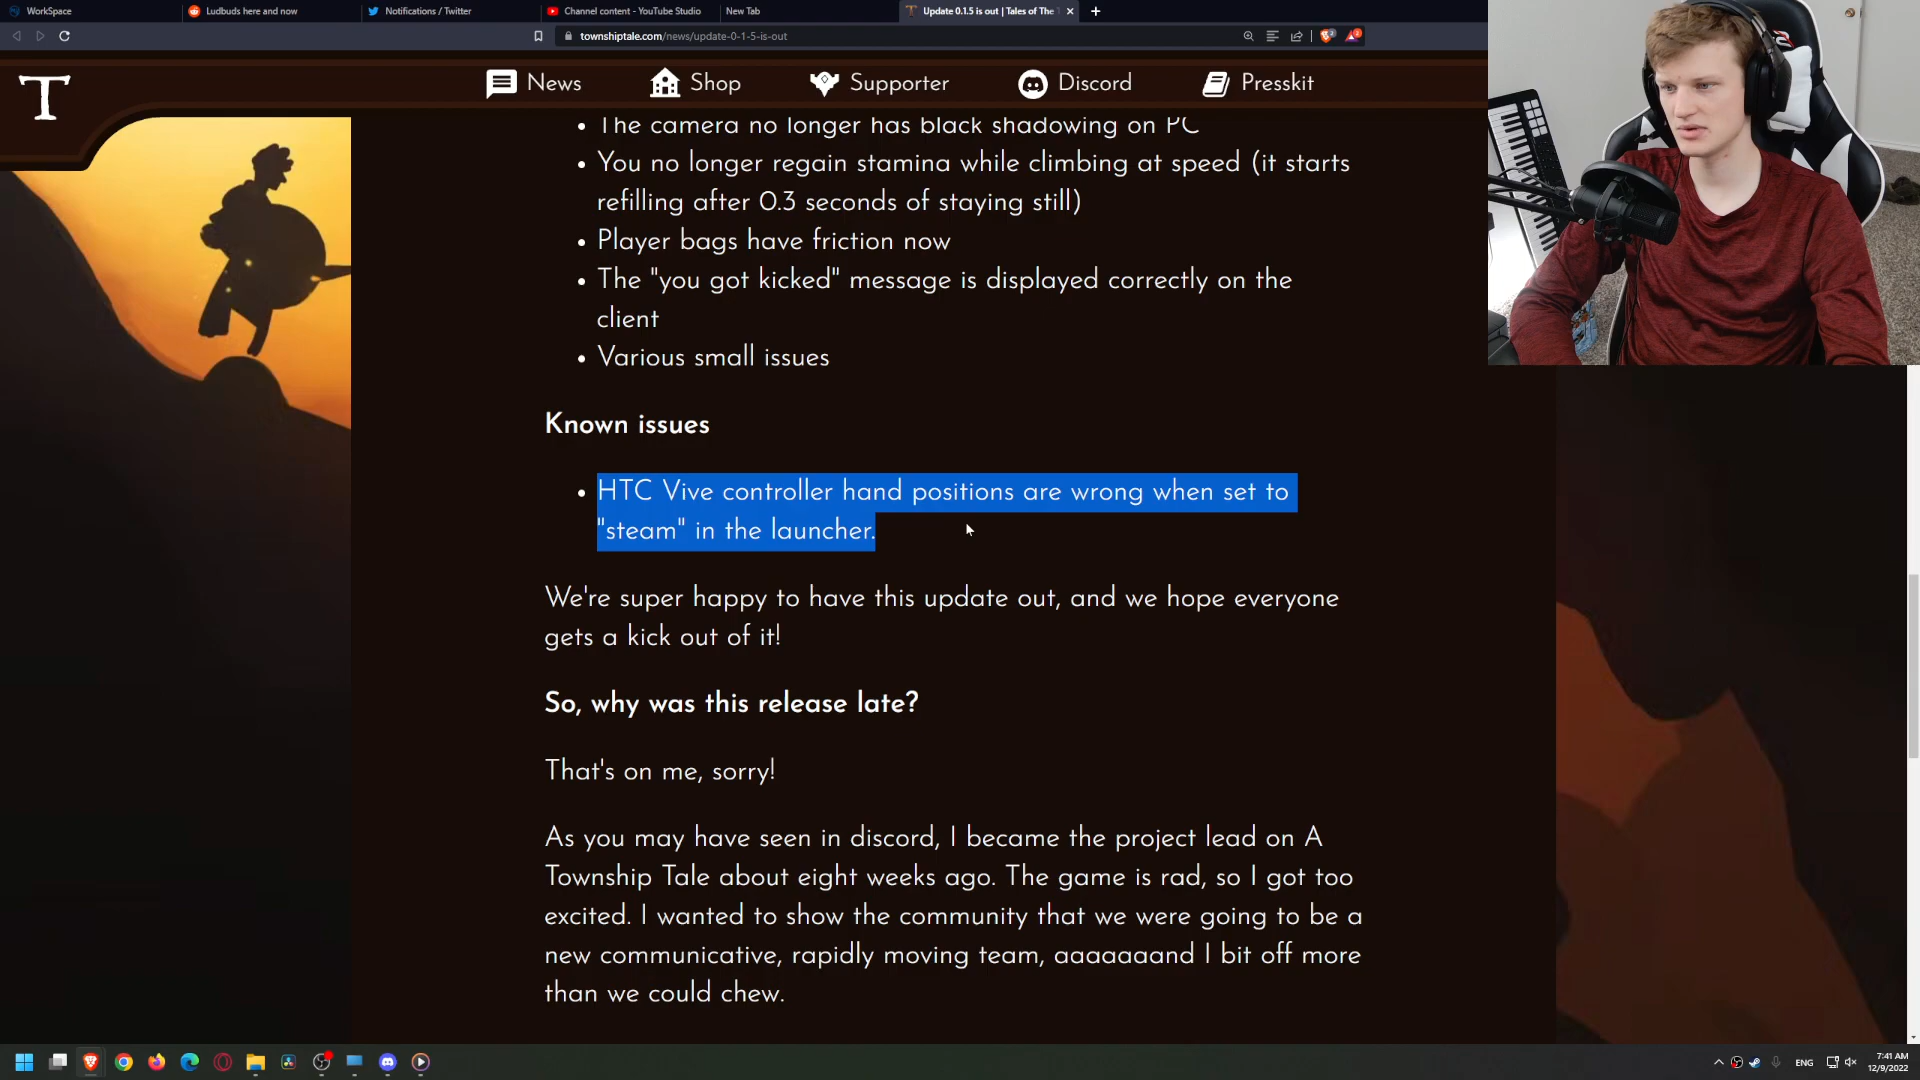 WorkSpace
Ludbuds here and now
Notifications / Twitter
Channel content - YouTube Studio
New Tab
Update 0.1.5 is out | Tales of The T
townshiptale.com/news/update-0-1-5-is-out
T
News
Shop
Supporter
Discord
Presskit
• The camera no longer has black shadowing on PC
• You no longer regain stamina while climbing at speed (it starts
refilling after 0.3 seconds of staying still)
• Player bags have friction now
• The "you got kicked" message is displayed correctly on the
client
• Various small issues
Known issues
• HTC Vive controller hand positions are wrong when set to
"steam" in the launcher.
We're super happy to have this update out, and we hope everyone
gets a kick out of it!
So, why was this release late?
That's on me, sorry!
As you may have seen in discord, I became the project lead on A
Township Tale about eight weeks ago. The game is rad, so I got too
excited. I wanted to show the community that we were going to be a
new communicative, rapidly moving team, aaaaaaand I bit off more
than we could chew.
ENG
7:41 AM
12/9/2022